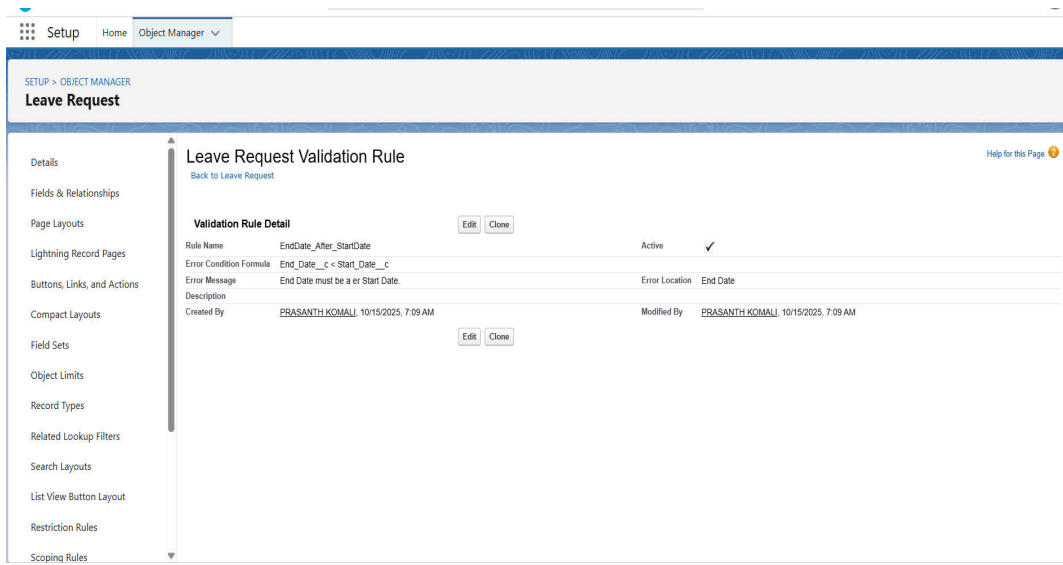 Setup Home Object Manager
SETUP > OBJECT MANAGER
Leave Request
Details
Fields & Relationships
Page Layouts
Lightning Record Pages
Buttons, Links, and Actions
Compact Layouts
Field Sets
Object Limits
Record Types
Related Lookup Filters
Search Layouts
List View Button Layout
Restriction Rules
Scoping Rules
Leave Request Validation Rule
Help for this Page ?
Back to Leave Request
Validation Rule Detail Edit Clone
Rule Name EndDate_After_StartDate Active ✓
Error Condition Formula End_Date__c < Start_Date__c
Error Message End Date must be a er Start Date. Error Location End Date
Description
Created By PRASANTH KOMALI, 10/15/2025, 7:09 AM Modified By PRASANTH KOMALI, 10/15/2025, 7:09 AM
Edit Clone